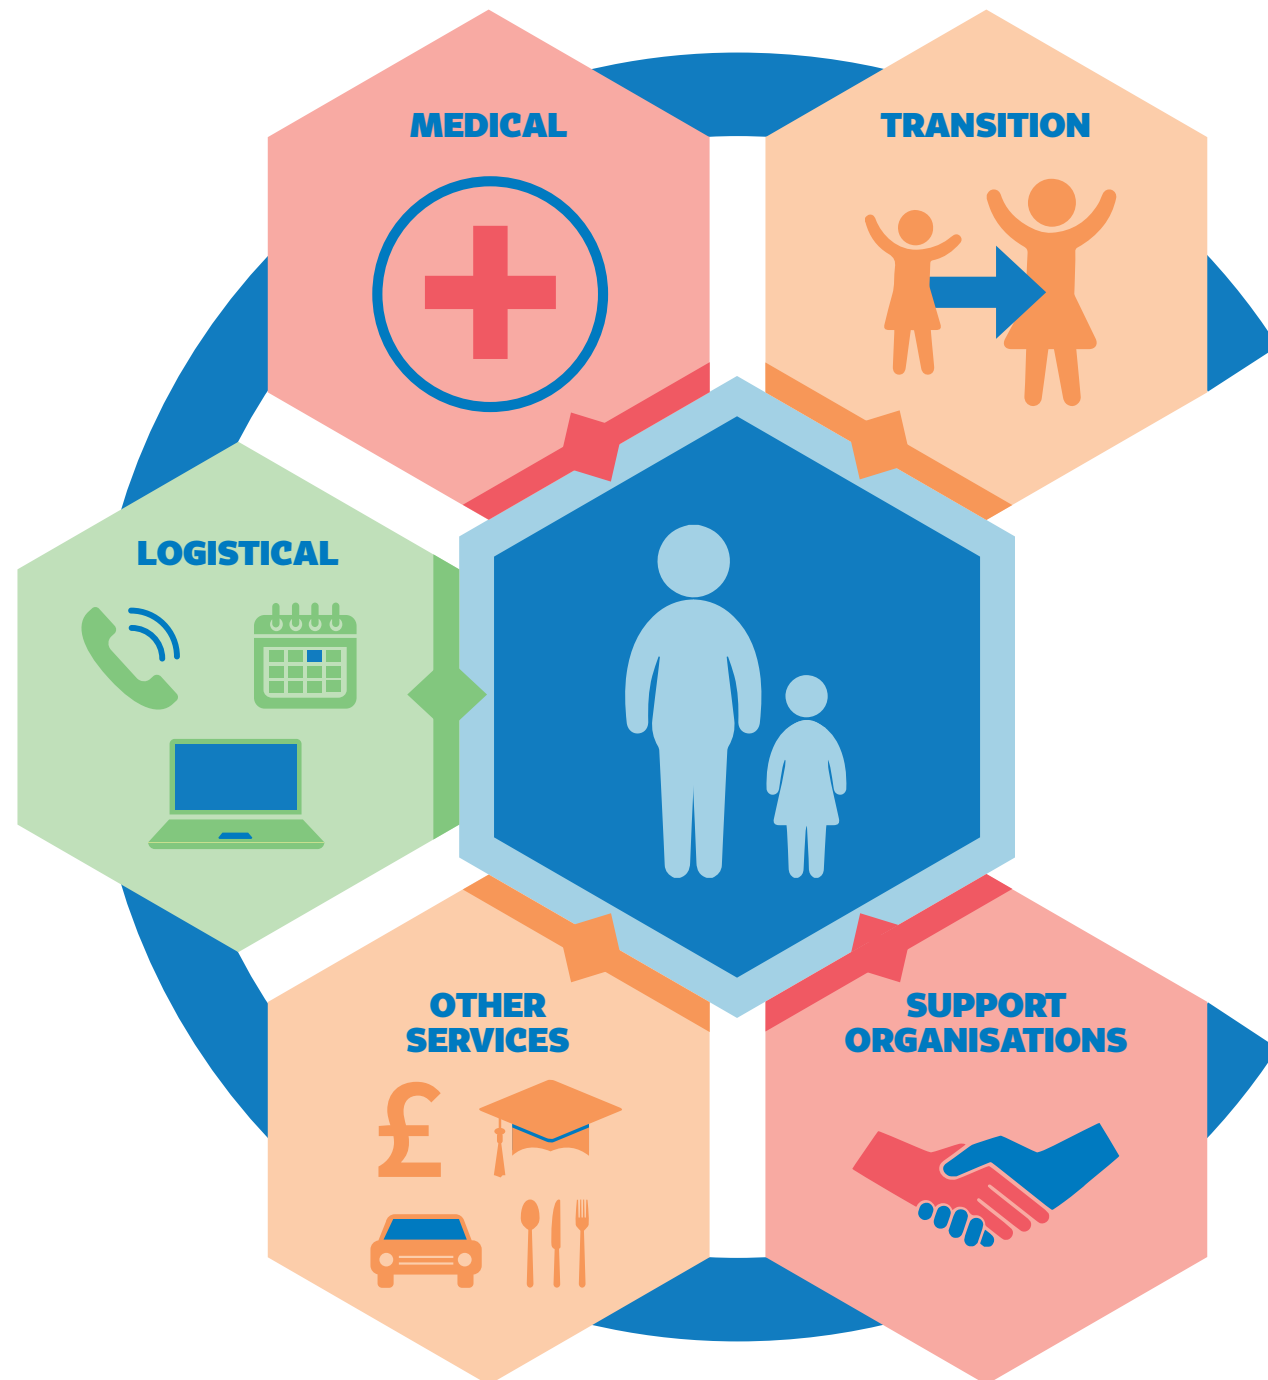 MEDICAL
TRANSITION
LOGISTICAL
OTHER
SERVICES
£
SUPPORT
ORGANISATIONS